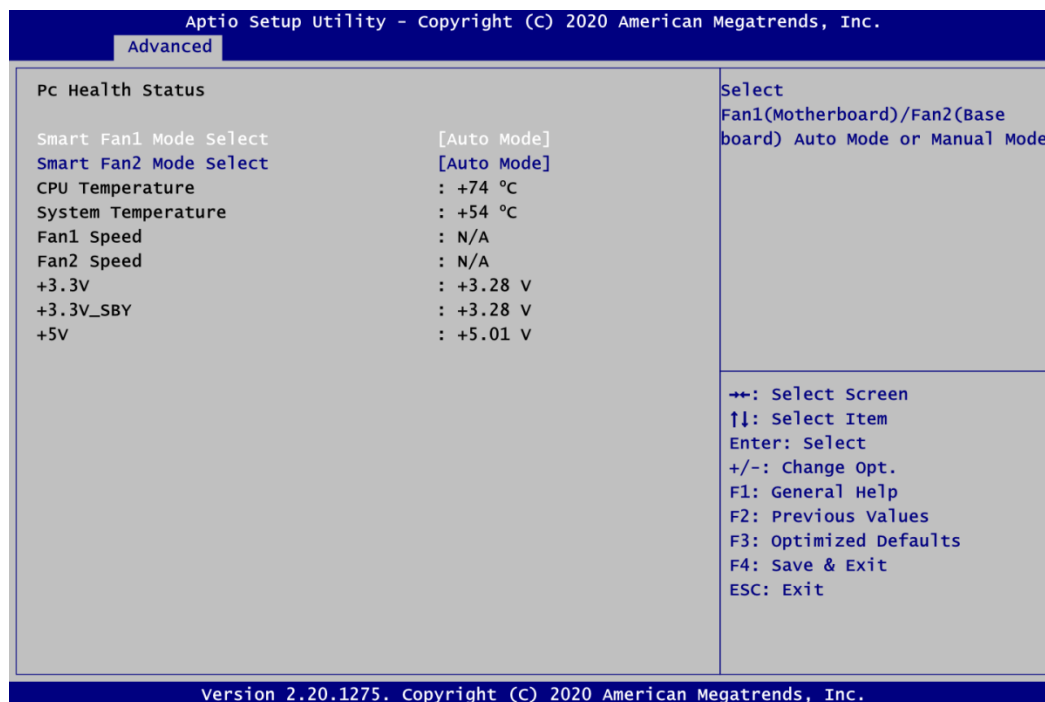 Aptio Setup Utility - Copyright (C) 2020 American Megatrends, Inc.
Advanced
Pc Health Status
Smart Fan1 Mode Select [Auto Mode]
Smart Fan2 Mode Select [Auto Mode]
CPU Temperature : +74 °C
System Temperature : +54 °C
Fan1 Speed : N/A
Fan2 Speed : N/A
+3.3V : +3.28 V
+3.3V_SBY : +3.28 V
+5V : +5.01 V
Select
Fan1(Motherboard)/Fan2(Base
board) Auto Mode or Manual Mode
→←: Select Screen
↑↓: Select Item
Enter: Select
+/-: Change Opt.
F1: General Help
F2: Previous Values
F3: Optimized Defaults
F4: Save & Exit
ESC: Exit
Version 2.20.1275. Copyright (C) 2020 American Megatrends, Inc.